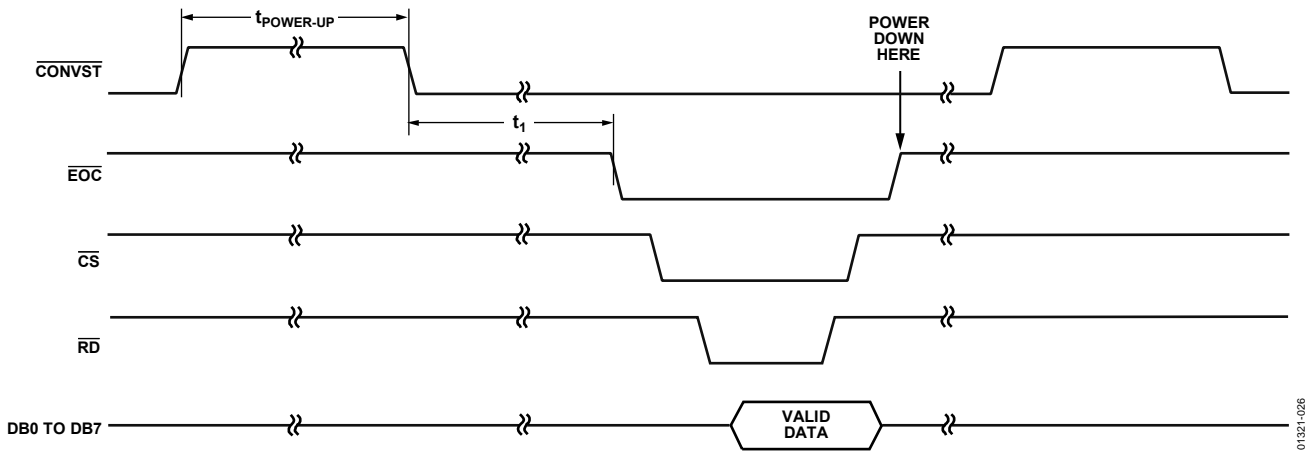 tPOWER-UP
POWER
DOWN
HERE
CONVST
t1
EOC
CS
RD
DB0 TO DB7
VALID
DATA
01321-026